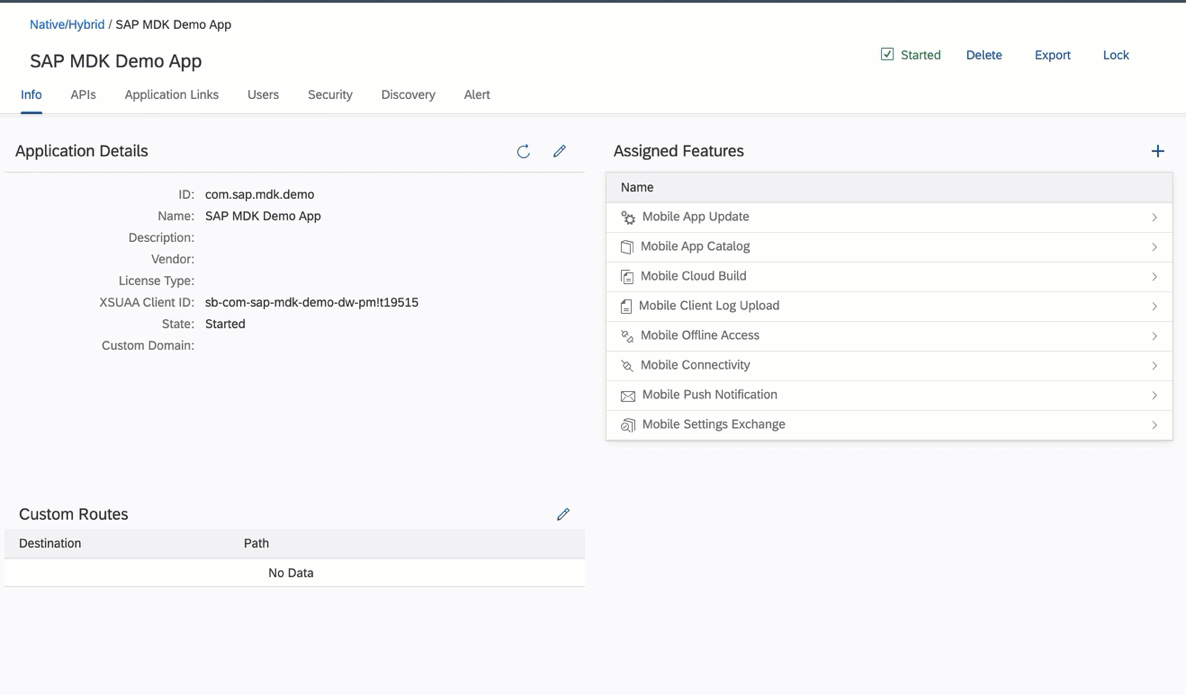 Native/Hybrid / SAP MDK Demo App
SAP MDK Demo App
Started Delete Export Lock
Info APIs Application Links Users Security Discovery Alert
Application Details
ID: com.sap.mdk.demo
Name: SAP MDK Demo App
Description:
Vendor:
License Type:
XSUAA Client ID: sb-com-sap-mdk-demo-dw-pm!t19515
State: Started
Custom Domain:
Assigned Features
Name
Mobile App Update
Mobile App Catalog
Mobile Cloud Build
Mobile Client Log Upload
Mobile Offline Access
Mobile Connectivity
Mobile Push Notification
Mobile Settings Exchange
Custom Routes
Destination Path
No Data